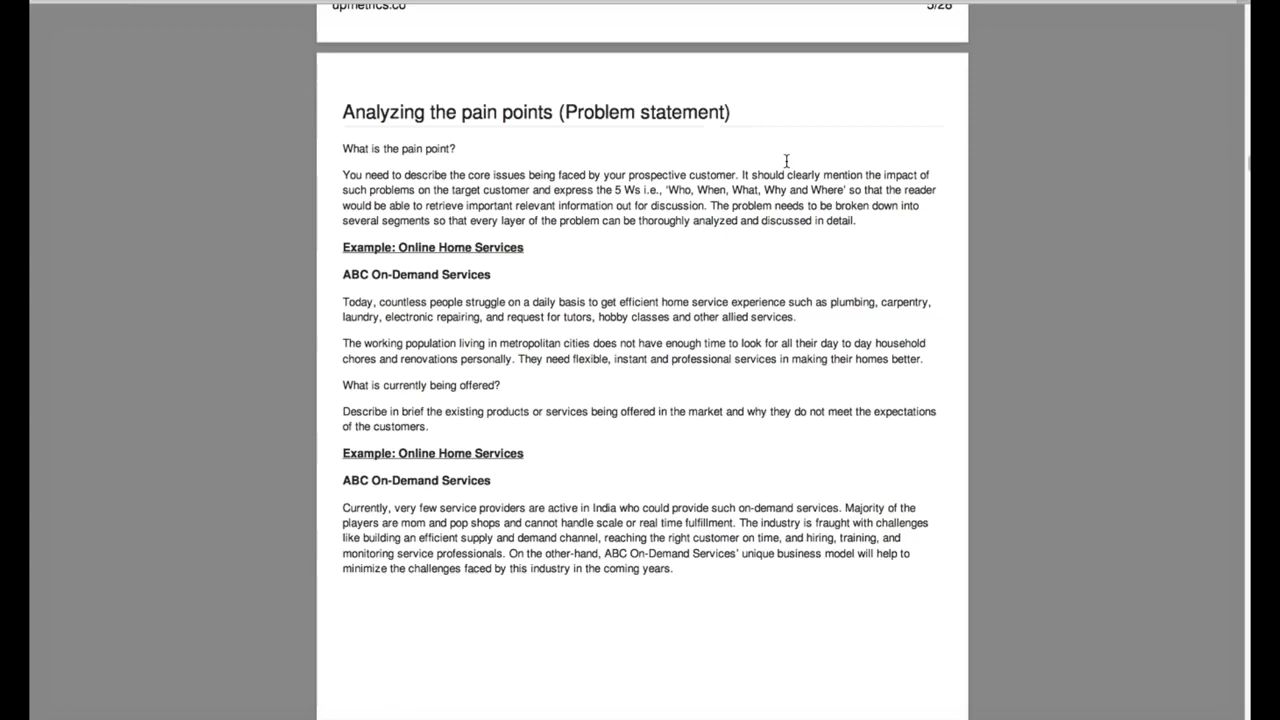 upmetrics.co 5/28
Analyzing the pain points (Problem statement)
What is the pain point?
You need to describe the core issues being faced by your prospective customer. It should clearly mention the impact of
such problems on the target customer and express the 5 Ws i.e., ‘Who, When, What, Why and Where’ so that the reader
would be able to retrieve important relevant information out for discussion. The problem needs to be broken down into
several segments so that every layer of the problem can be thoroughly analyzed and discussed in detail.
Example: Online Home Services
ABC On-Demand Services
Today, countless people struggle on a daily basis to get efficient home service experience such as plumbing, carpentry,
laundry, electronic repairing, and request for tutors, hobby classes and other allied services.
The working population living in metropolitan cities does not have enough time to look for all their day to day household
chores and renovations personally. They need flexible, instant and professional services in making their homes better.
What is currently being offered?
Describe in brief the existing products or services being offered in the market and why they do not meet the expectations
of the customers.
Example: Online Home Services
ABC On-Demand Services
Currently, very few service providers are active in India who could provide such on-demand services. Majority of the
players are mom and pop shops and cannot handle scale or real time fulfillment. The industry is fraught with challenges
like building an efficient supply and demand channel, reaching the right customer on time, and hiring, training, and
monitoring service professionals. On the other-hand, ABC On-Demand Services’ unique business model will help to
minimize the challenges faced by this industry in the coming years.